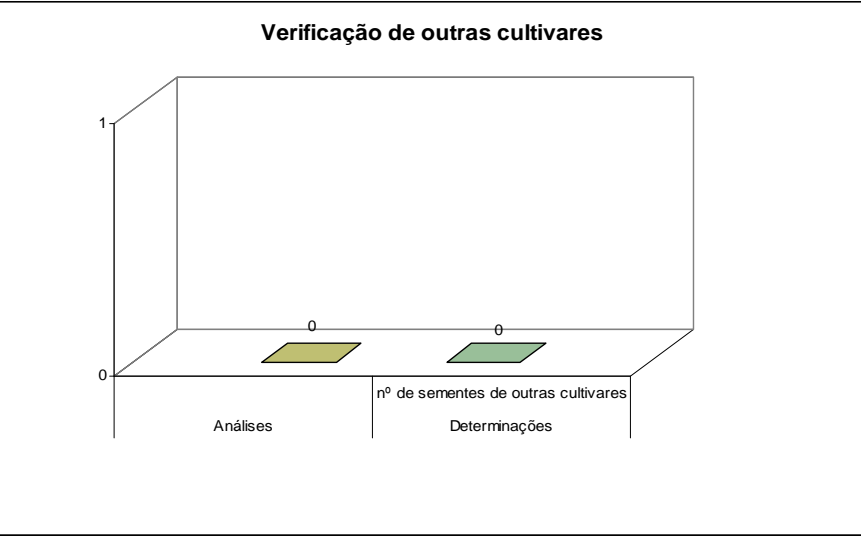 Verificação de outras cultivares
1
0
0
0
nº de sementes de outras cultivares
Análises
Determinações